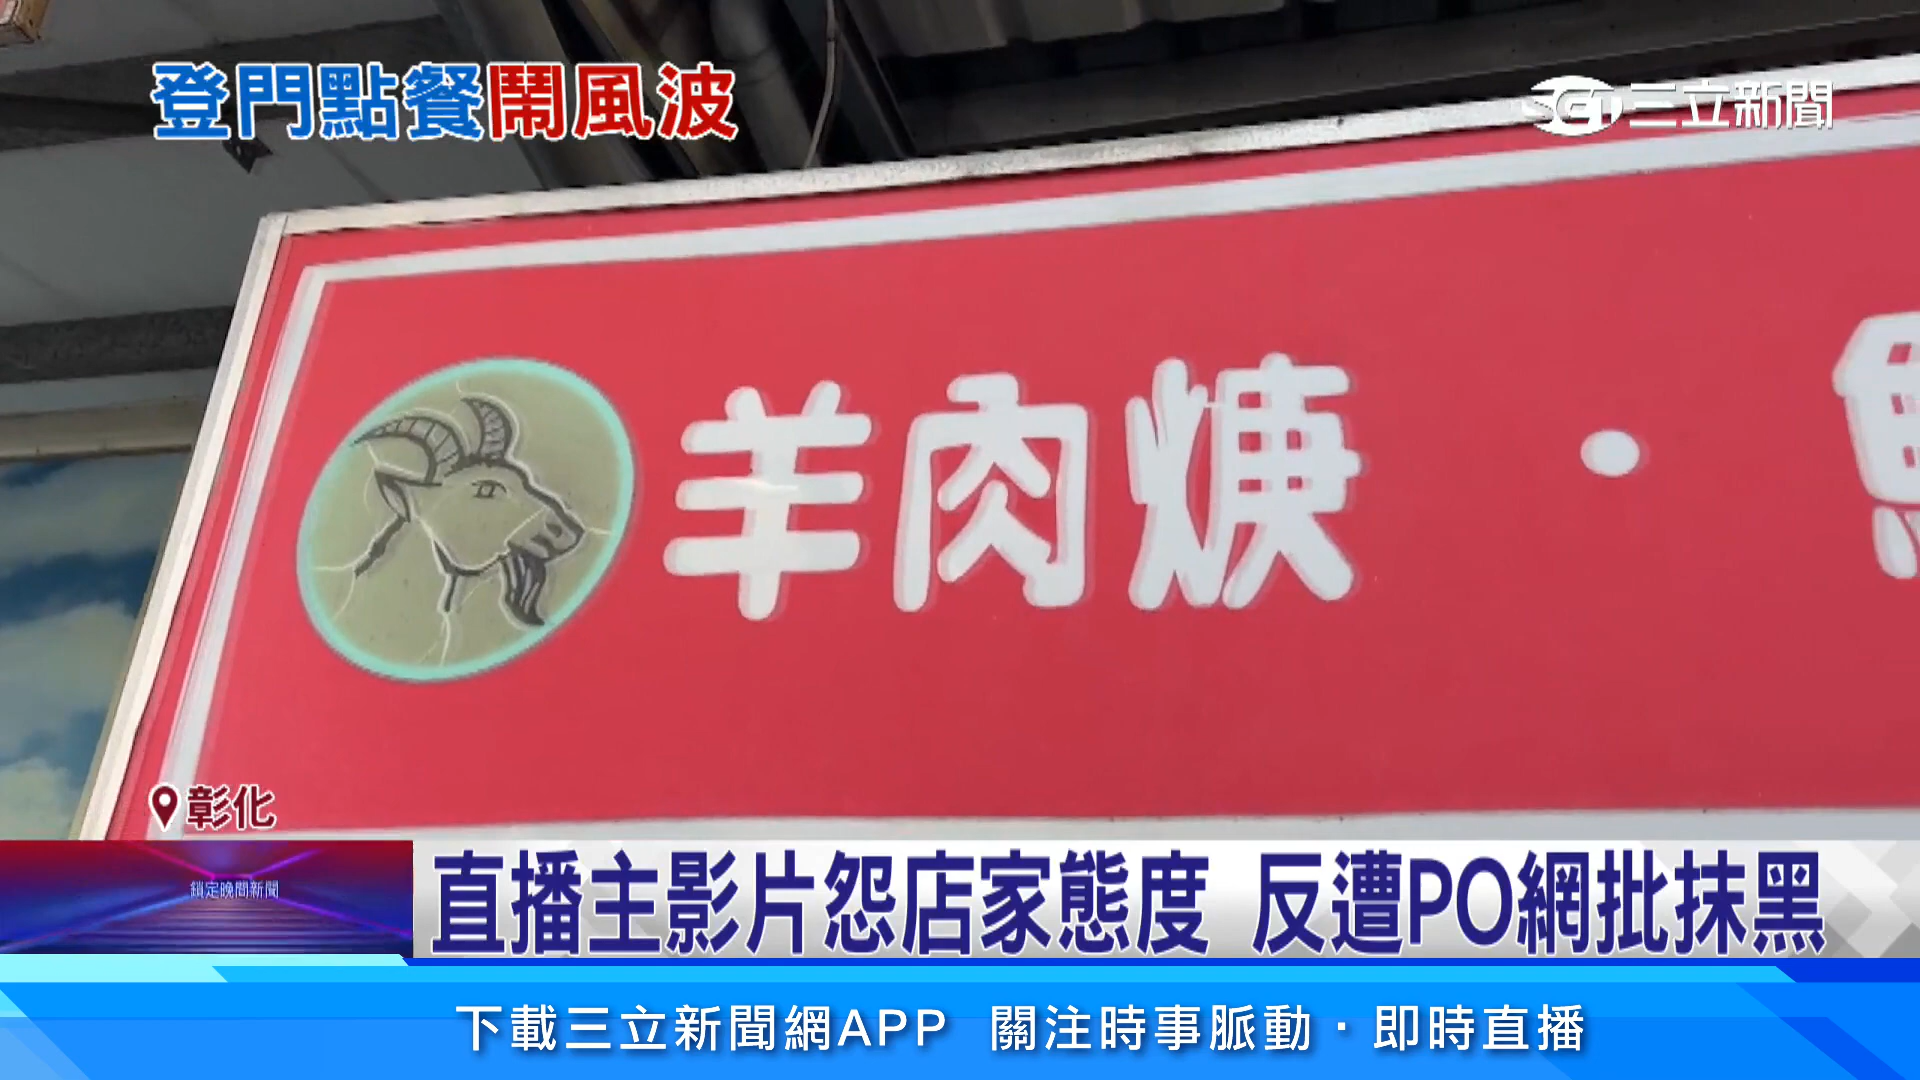 登門點餐鬧風波
SET三立新聞
羊肉焿 ·
彰化
鎖定晚間新聞
直播主影片怨店家態度 反遭PO網批抹黑
下載三立新聞網APP 關注時事脈動·即時直播